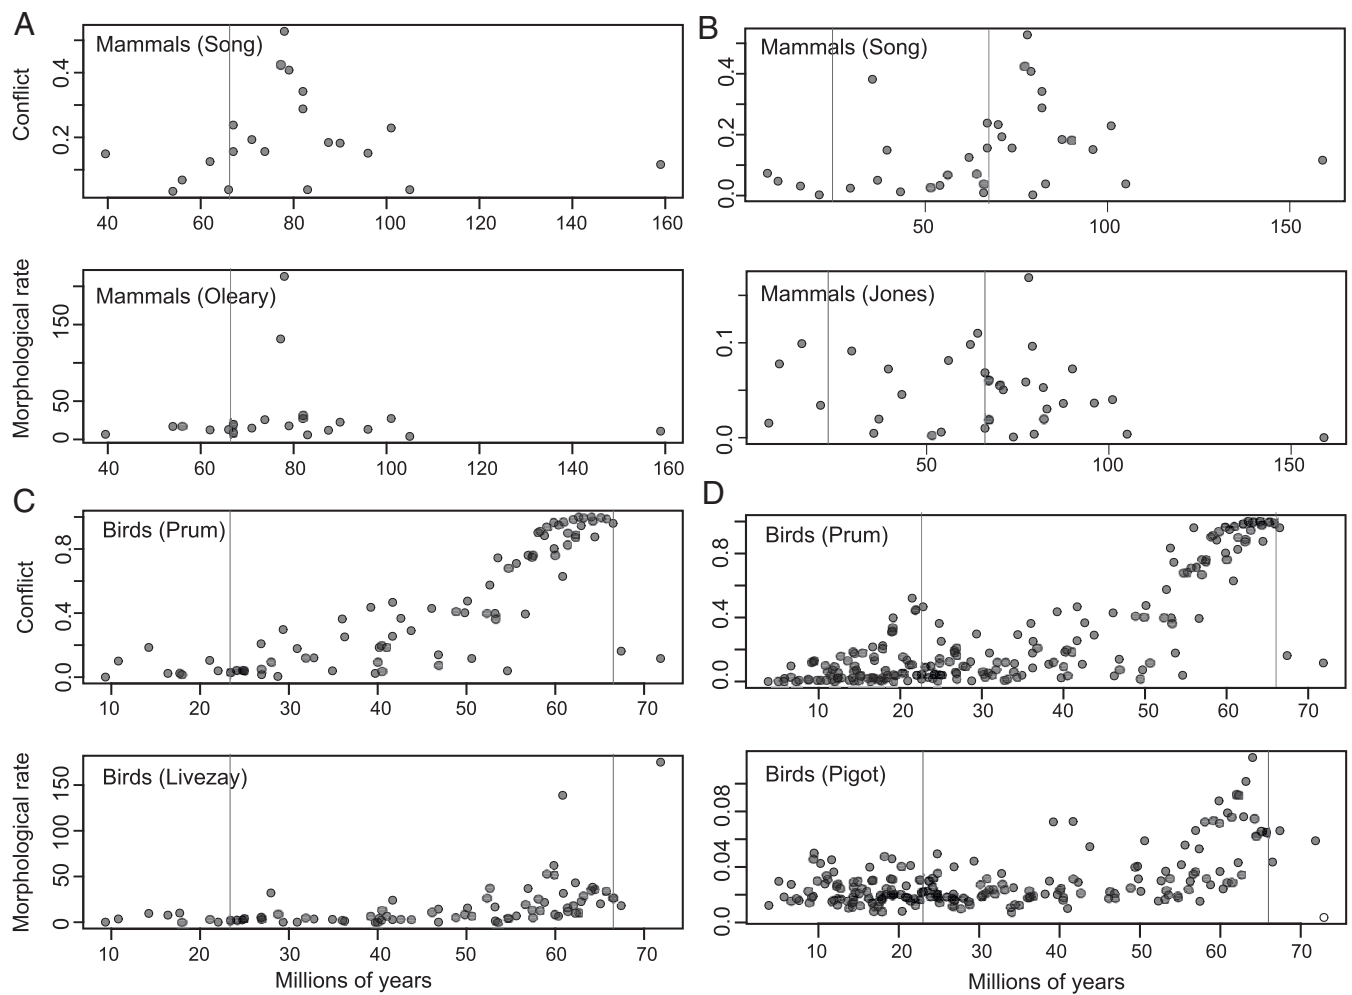 A
Mammals (Song)
Conflict
0.4
0.2
40 60 80 100 120 140 160
Mammals (Oleary)
Morphological rate
150
50
0
40 60 80 100 120 140 160
B
Mammals (Song)
0.4
0.2
0.0
50 100 150
Mammals (Jones)
0.1
0.0
50 100 150
C
Birds (Prum)
Conflict
0.8
0.4
0.0
10 20 30 40 50 60 70
Birds (Livezay)
Morphological rate
150
100
50
0
10 20 30 40 50 60 70
Millions of years
D
Birds (Prum)
0.8
0.4
0.0
10 20 30 40 50 60 70
Birds (Pigot)
0.08
0.04
0.0
10 20 30 40 50 60 70
Millions of years